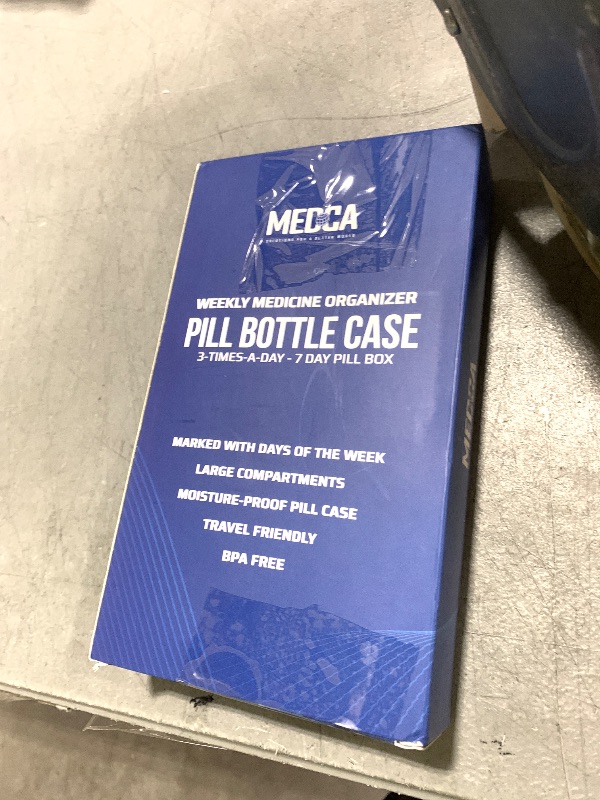 MEDCA
SOLUTIONS FOR A BETTER WORLD
WEEKLY MEDICINE ORGANIZER
PILL BOTTLE CASE
3-TIMES-A-DAY - 7 DAY PILL BOX
MARKED WITH DAYS OF THE WEEK
LARGE COMPARTMENTS
MOISTURE-PROOF PILL CASE
TRAVEL FRIENDLY
BPA FREE
MEDCA